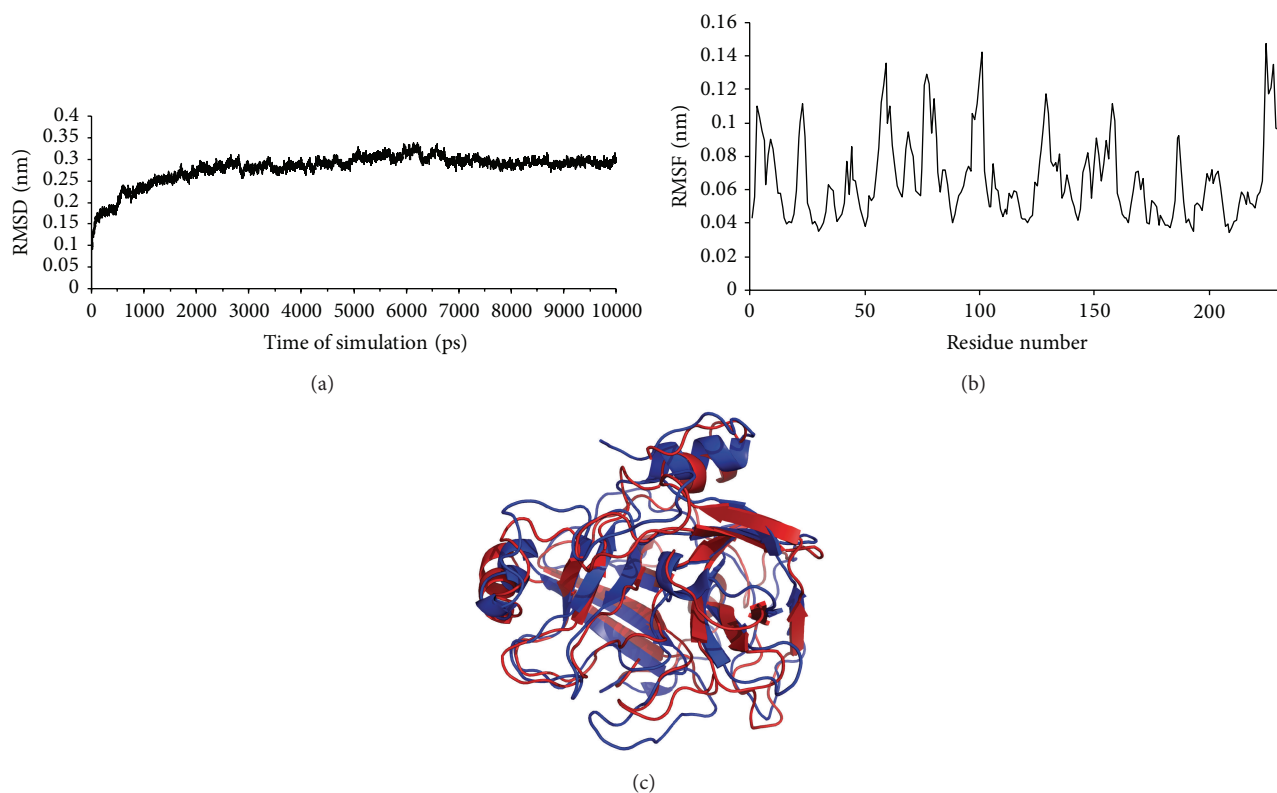 0.4
0.35
0.3
0.25
0.2
0.15
0.1
0.05
0
RMSD (nm)
0 1000 2000 3000 4000 5000 6000 7000 8000 9000 10000
Time of simulation (ps)
(a)
0.16
0.14
0.12
0.1
0.08
0.06
0.04
0.02
0
RMSF (nm)
0 50 100 150 200
Residue number
(b)
(c)